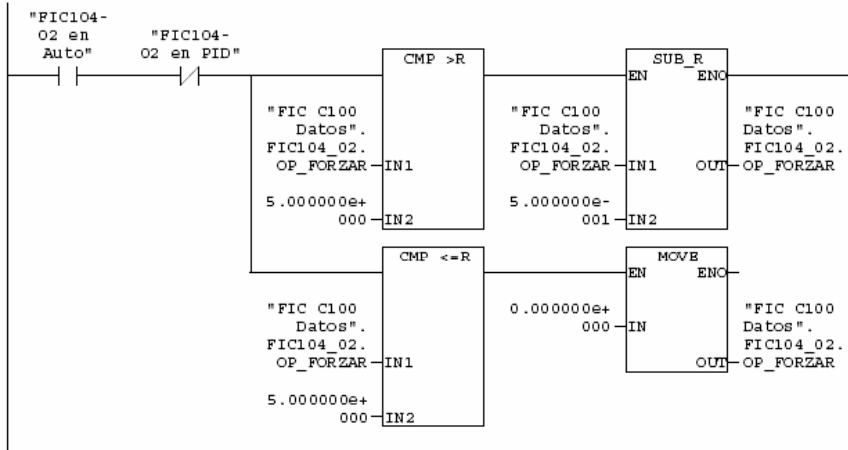 "FIC104-
02 en
Auto"
"FIC104-
02 en PID"
CMP >R
"FIC C100
Datos".
FIC104_02.
OP_FORZAR
IN1
5.000000e+
000
IN2
SUB_R
EN
ENO
"FIC C100
Datos".
FIC104_02.
OP_FORZAR
IN1
5.000000e-
001
IN2
OUT
"FIC C100
Datos".
FIC104_02.
OP_FORZAR
CMP <=R
"FIC C100
Datos".
FIC104_02.
OP_FORZAR
IN1
5.000000e+
000
IN2
MOVE
EN
ENO
0.000000e+
000
IN
OUT
"FIC C100
Datos".
FIC104_02.
OP_FORZAR